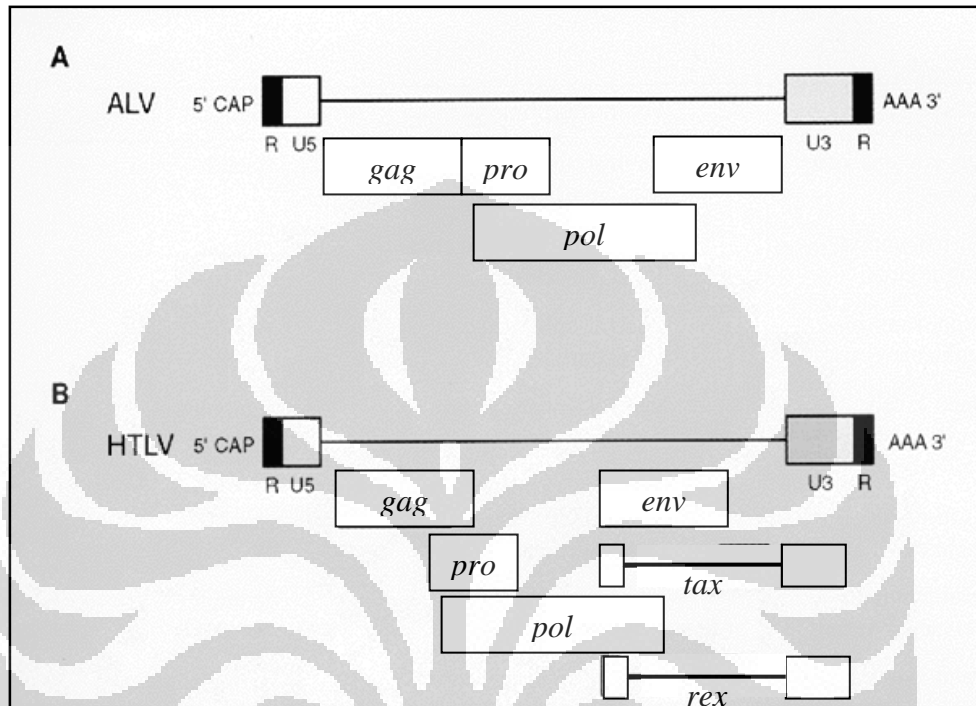 A
ALV 5' CAP AAA 3'
R U5 U3 R
gag pro env
pol
B
HTLV 5' CAP AAA 3'
R U5 U3 R
gag env
pro tax
pol
rex